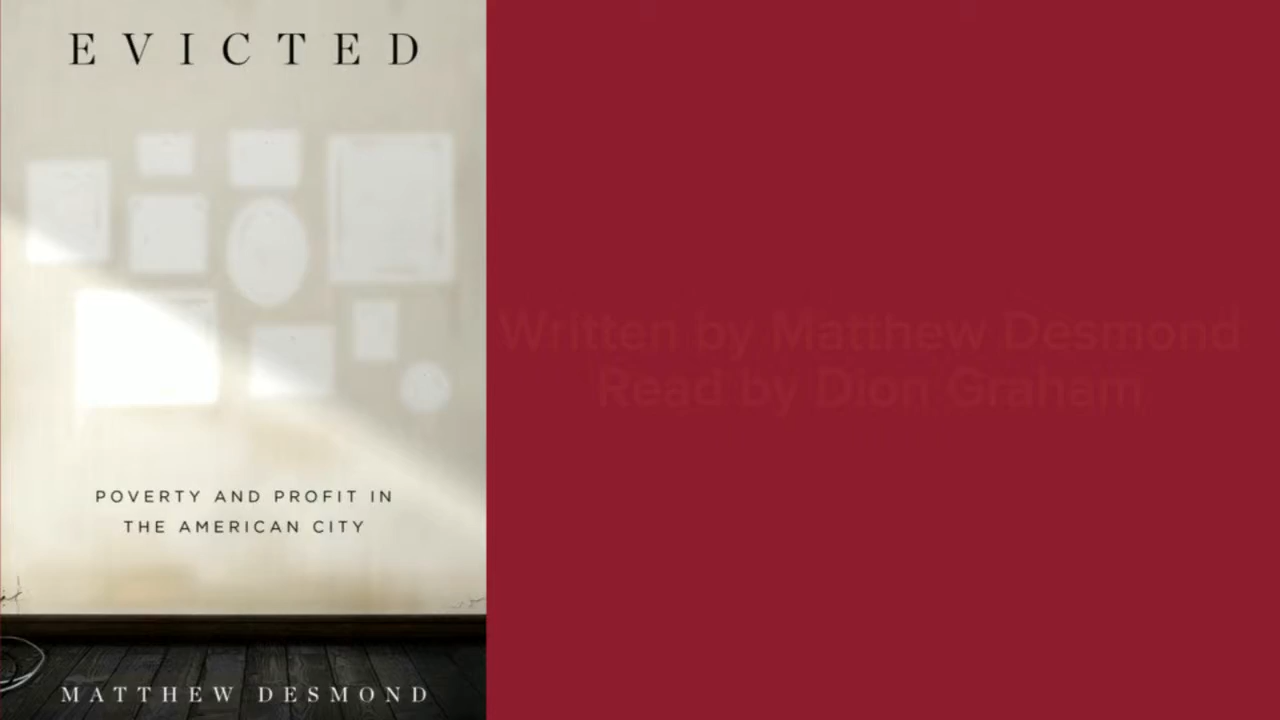 EVICTED
POVERTY AND PROFIT IN
THE AMERICAN CITY
MATTHEW DESMOND
Written by Matthew Desmond
Read by Dion Graham